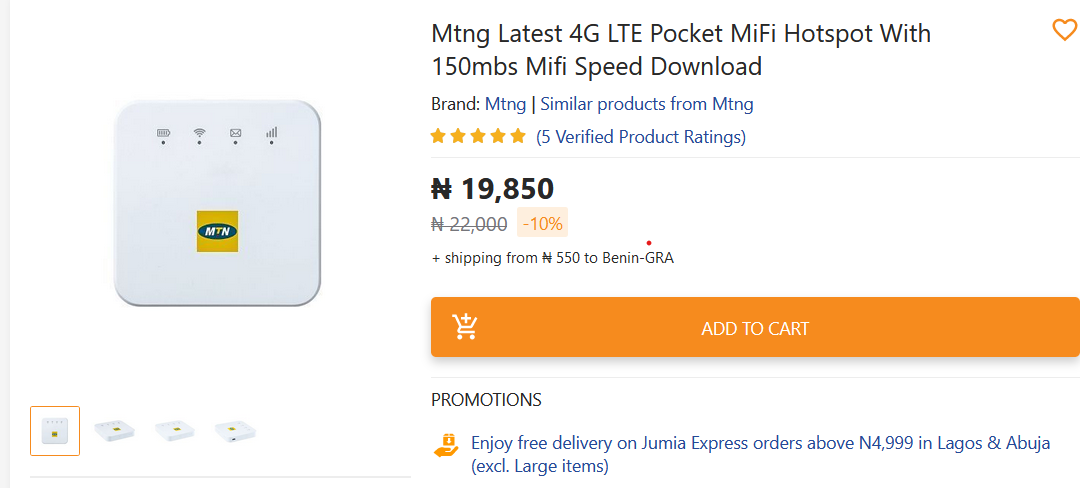 Mtng Latest 4G LTE Pocket MiFi Hotspot With
150mbs Mifi Speed Download
Brand: Mtng | Similar products from Mtng
(5 Verified Product Ratings)
₦ 19,850
₦ 22,000 -10%
+ shipping from ₦ 550 to Benin-GRA
MTN
ADD TO CART
PROMOTIONS
Enjoy free delivery on Jumia Express orders above N4,999 in Lagos & Abuja
(excl. Large items)